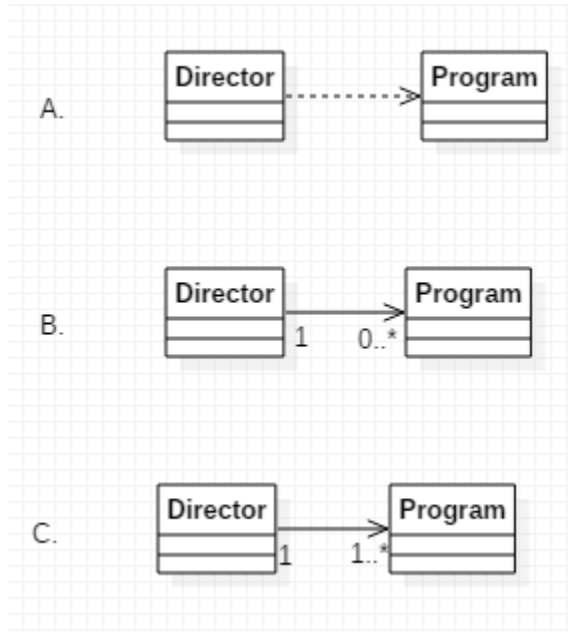 Director
Program
A.
Director
Program
B.
1
0..*
Director
Program
C.
1
1..*